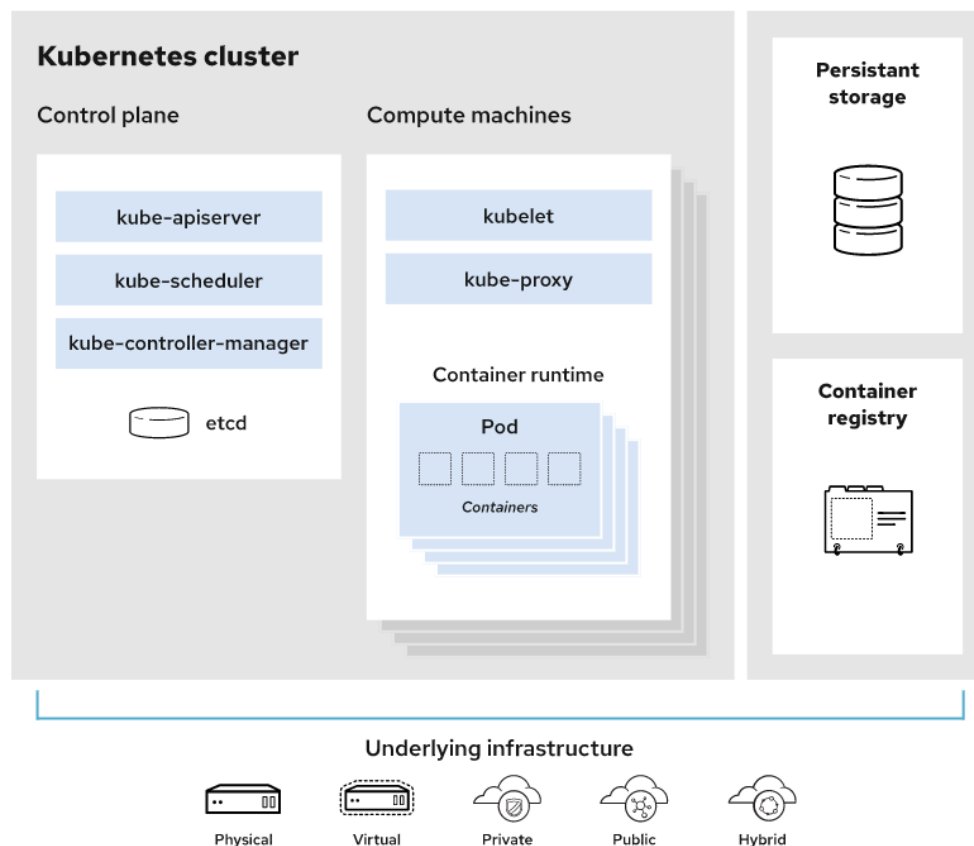 Kubernetes cluster
Control plane
kube-apiserver
kube-scheduler
kube-controller-manager
etcd
Compute machines
kubelet
kube-proxy
Container runtime
Pod
Containers
Persistant
storage
Container
registry
Underlying infrastructure
Physical
Virtual
Private
Public
Hybrid